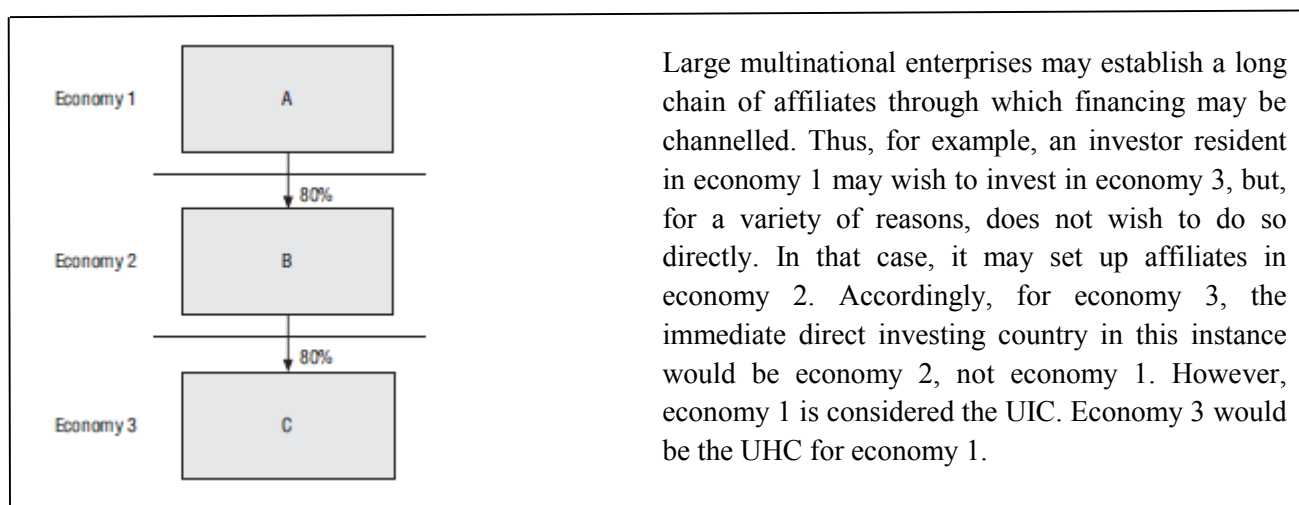 Economy 1
A
80%
Economy 2
B
80%
Economy 3
C
Large multinational enterprises may establish a long
chain of affiliates through which financing may be
channelled. Thus, for example, an investor resident
in economy 1 may wish to invest in economy 3, but,
for a variety of reasons, does not wish to do so
directly. In that case, it may set up affiliates in
economy 2. Accordingly, for economy 3, the
immediate direct investing country in this instance
would be economy 2, not economy 1. However,
economy 1 is considered the UIC. Economy 3 would
be the UHC for economy 1.